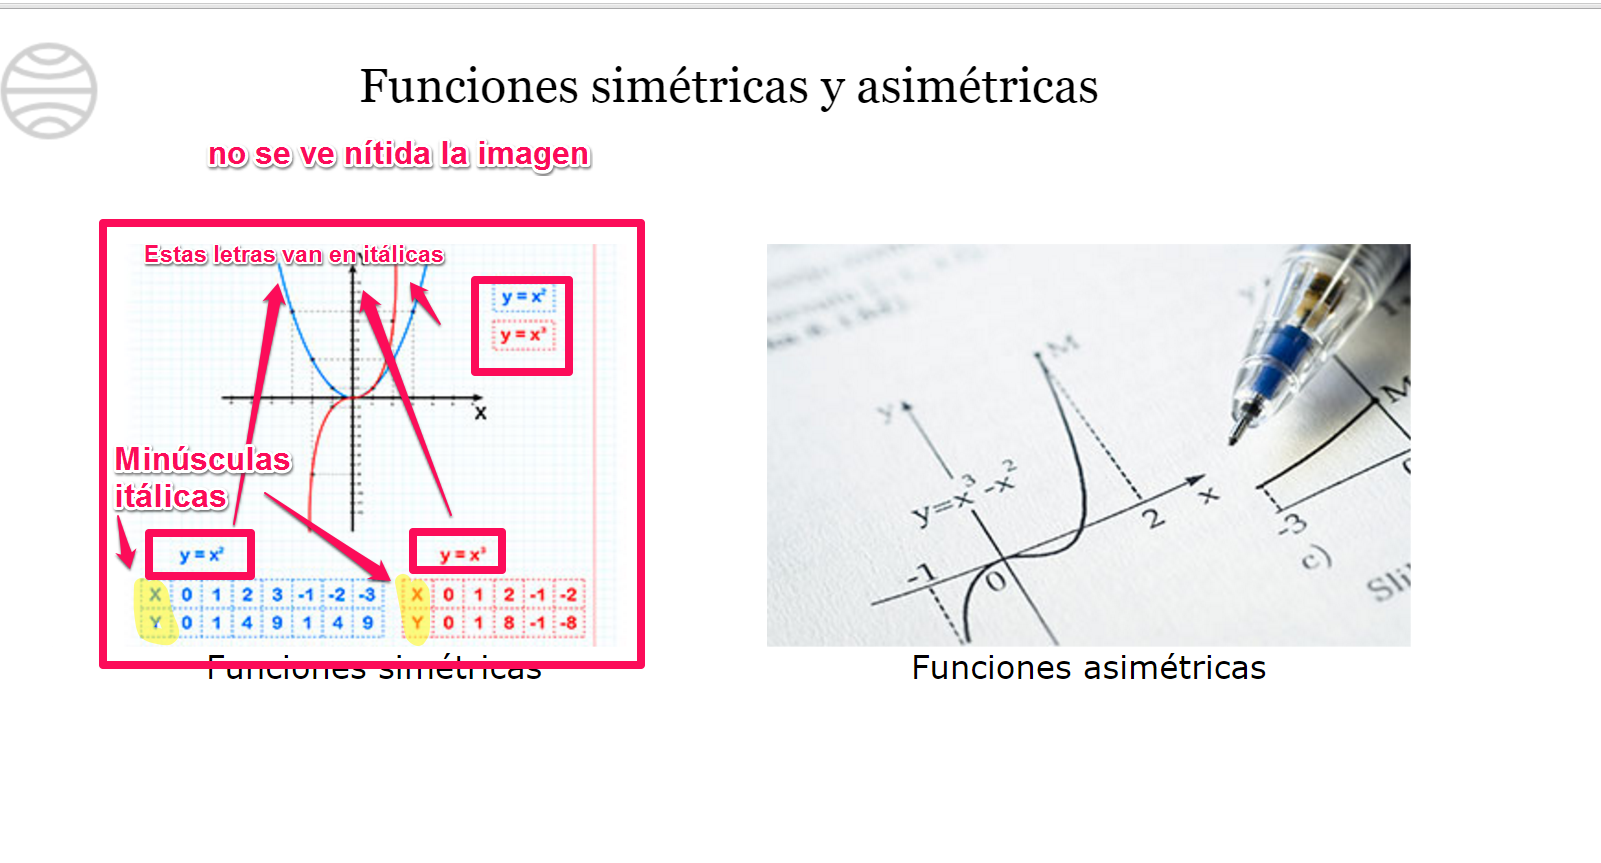 Funciones simétricas y asimétricas
no se ve nítida la imagen
Estas letras van en itálicas
y = x²
y = x³
X
Minúsculas
itálicas
y = x²
X 0 1 2 3 -1 -2 -3
Y 0 1 4 9 1 4 9
y = x³
X 0 1 2 -1 -2
Y 0 1 8 -1 -8
Funciones simétricas
M
y
y=x³-x²
x
2
-1
0
M
-3
c)
Sli
Funciones asimétricas